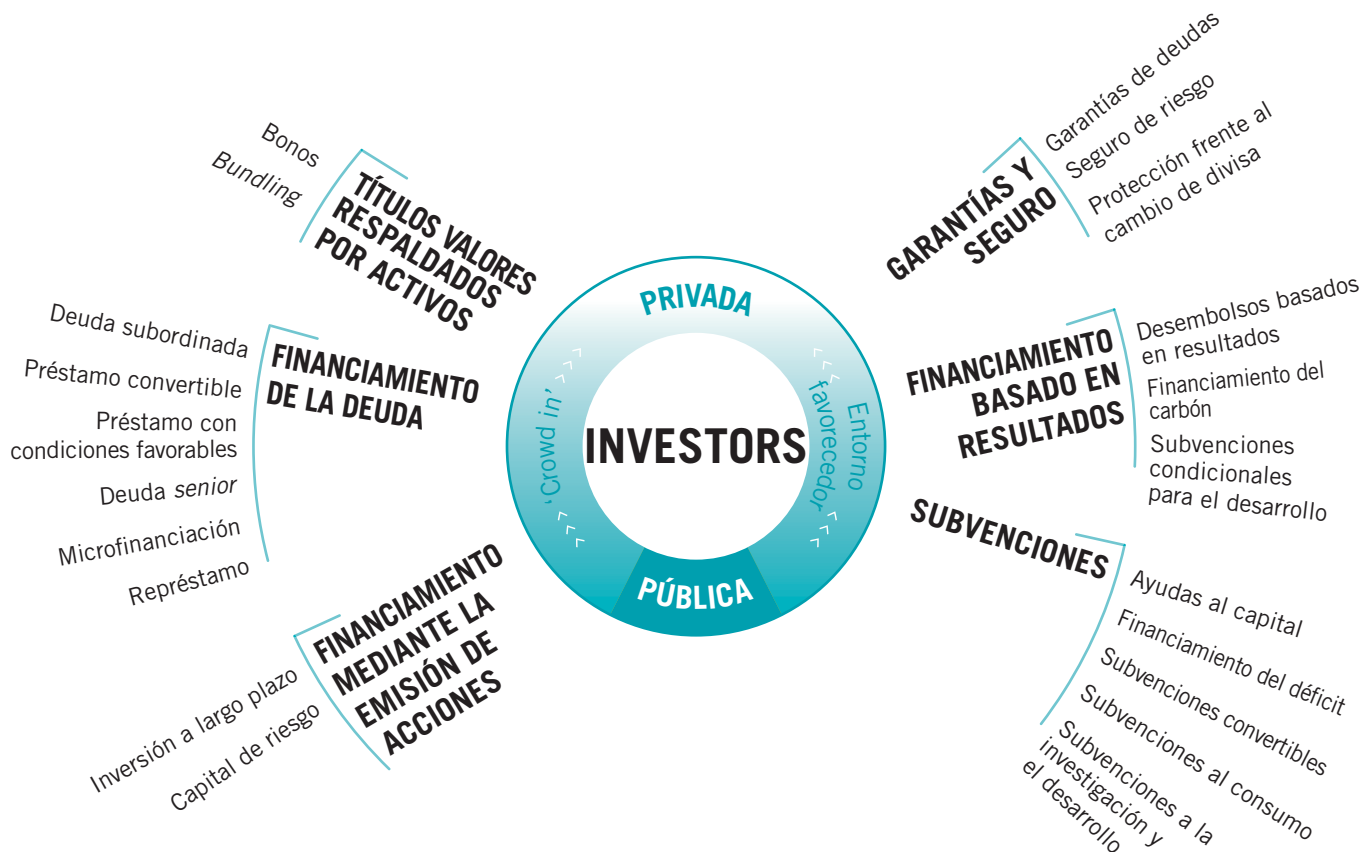 Bonos
Bundling
TÍTULOS VALORES
RESPALDADOS
POR ACTIVOS
Deuda subordinada
Préstamo convertible
Préstamo con
condiciones favorables
Deuda senior
Microfinanciación
Représtamo
FINANCIAMIENTO
DE LA DEUDA
Inversión a largo plazo
Capital de riesgo
FINANCIAMIENTO
MEDIANTE LA
EMISIÓN DE
ACCIONES
PRIVADA
‘Crowd in’
INVESTORS
Entorno
favorecedor
PÚBLICA
GARANTÍAS Y
SEGURO
Garantías de deudas
Seguro de riesgo
Protección frente al
cambio de divisa
FINANCIAMIENTO
BASADO EN
RESULTADOS
Desembolsos basados
en resultados
Financiamiento del
carbón
Subvenciones
condicionales
para el desarrollo
SUBVENCIONES
Ayudas al capital
Financiamiento del déficit
Subvenciones convertibles
Subvenciones al consumo
Subvenciones a la
investigación y
el desarrollo